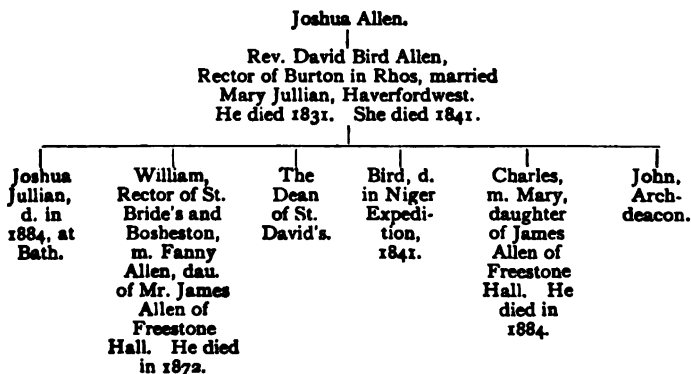 Joshua Allen.
Rev. David Bird Allen,
Rector of Burton in Rhos, married
Mary Jullian, Haverfordwest.
He died 1831. She died 1841.
Joshua
Jullian,
d. in
1884, at
Bath.
William,
Rector of St.
Bride's and
Bosheston,
m. Fanny
Allen, dau.
of Mr. James
Allen of
Freestone
Hall. He died
in 1872.
The
Dean
of St.
David's.
Bird, d.
in Niger
Expedi-
tion,
1841.
Charles,
m. Mary,
daughter
of James
Allen of
Freestone
Hall. He
died in
1884.
John,
Arch-
deacon.